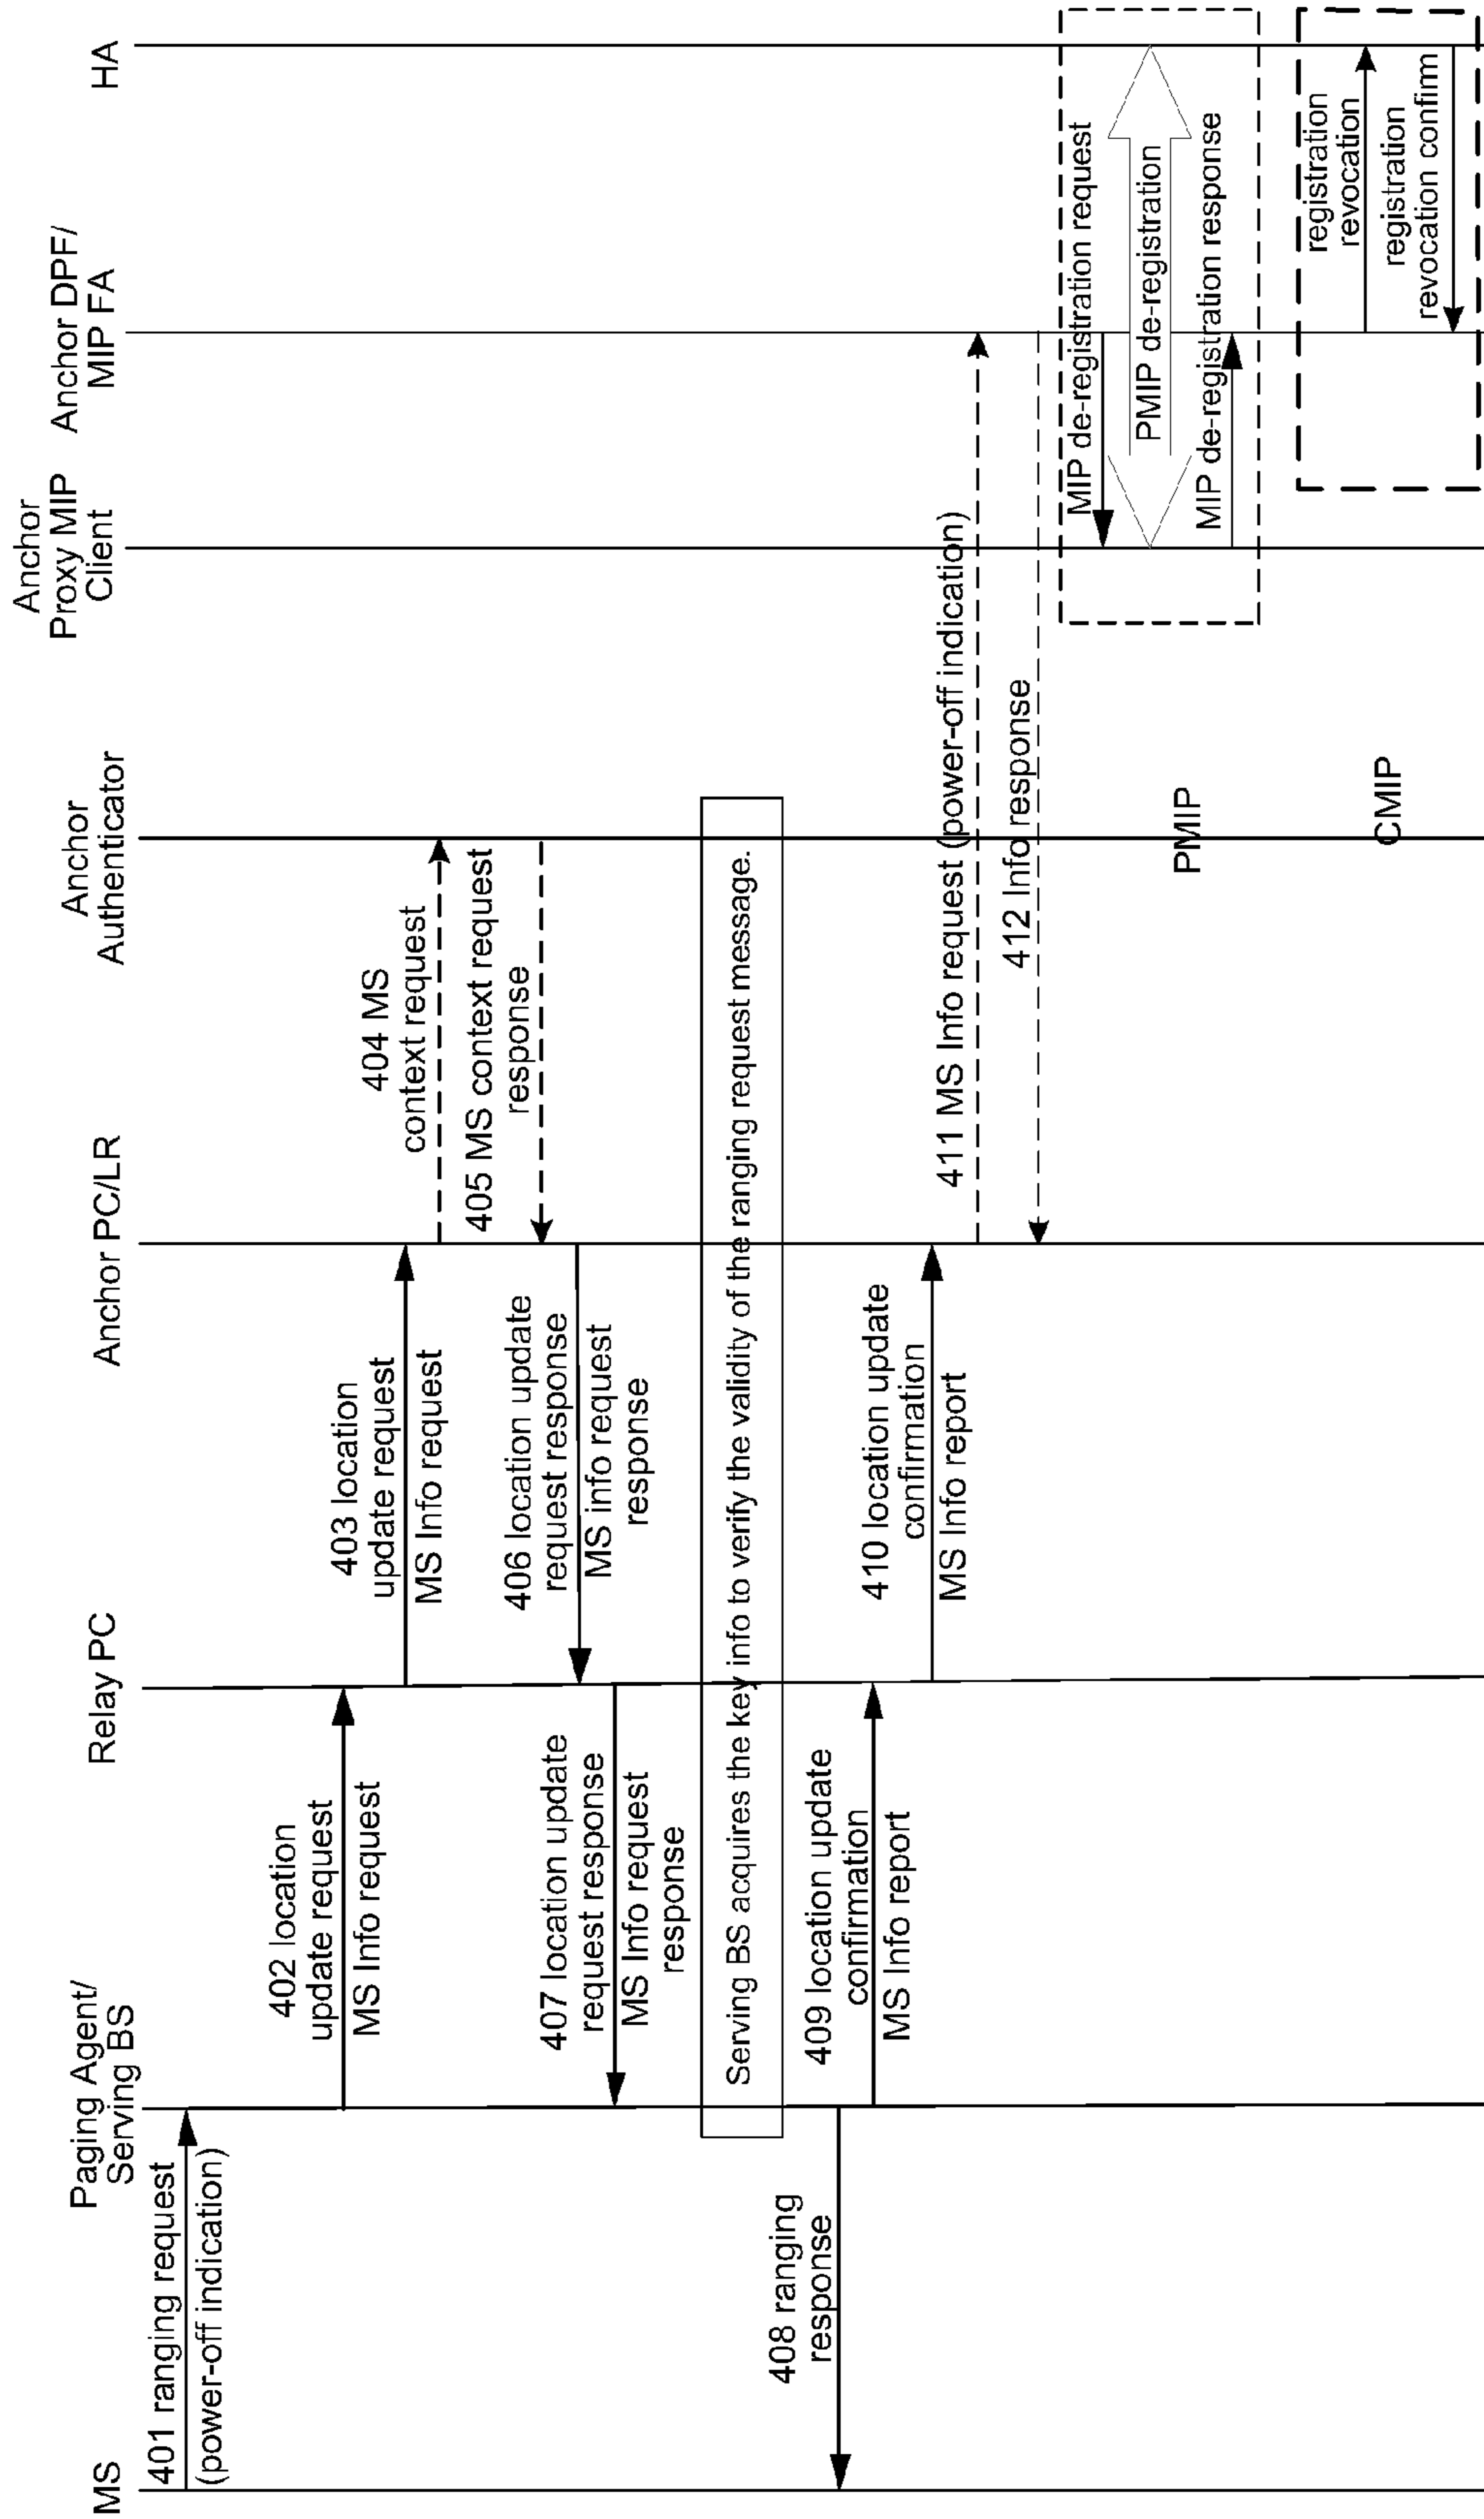 MS
Paging Agent/
Serving BS
Relay PC
Anchor PC/LR
Anchor
Authenticator
Anchor
Proxy MIP
Client
Anchor DPF/
MIP FA
HA
401 ranging request
(power-off indication)
402 location
update request
MS Info request
403 location
update request
MS Info request
404 MS
context request
405 MS context request
response
406 location update
request response
MS info request
response
407 location update
request response
MS Info request
response
Serving BS acquires the key info to verify the validity of the ranging request message.
408 ranging
response
409 location update
confirmation
MS Info report
410 location update
confirmation
MS Info report
411 MS Info request (power-off indication)
412 Info response
PMIP
MIP de-registration request
PMIP de-registration
MIP de-registration response
CMIP
registration
revocation
registration
revocation confirm